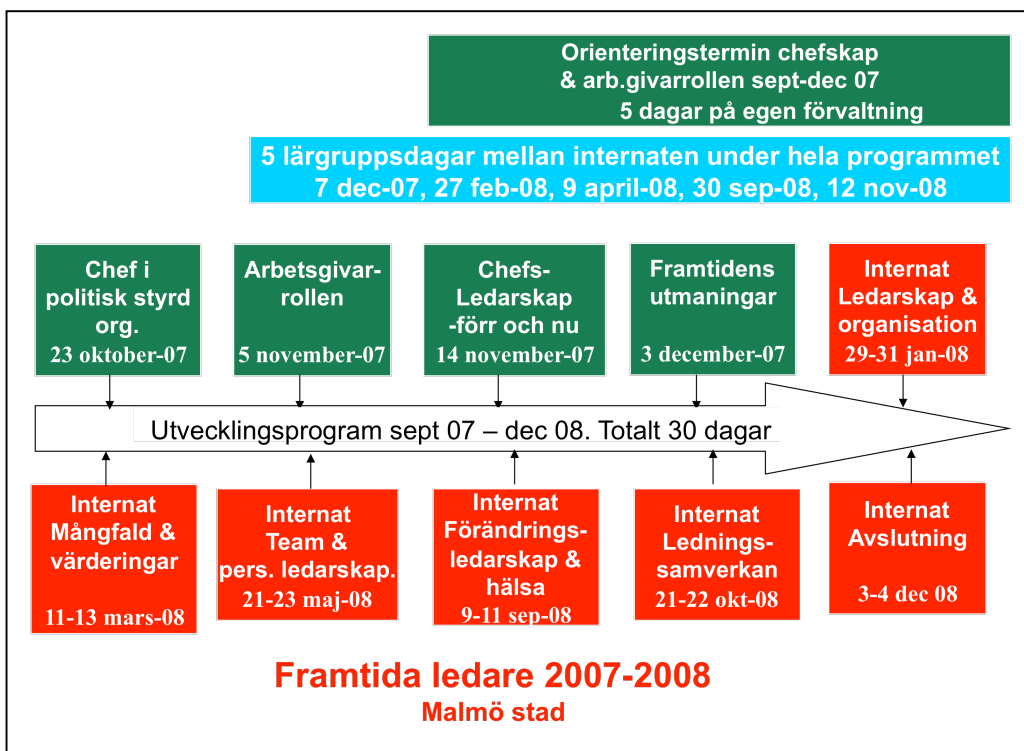 Orienteringstermin chefskap
& arb.givarrollen sept-dec 07
5 dagar på egen förvaltning
5 lärgruppsdagar mellan internaten under hela programmet
7 dec-07, 27 feb-08, 9 april-08, 30 sep-08, 12 nov-08
Chef i
politisk styrd
org.
23 oktober-07
Arbetsgivar-
rollen
5 november-07
Chefs-
Ledarskap
-förr och nu
14 november-07
Framtidens
utmaningar
3 december-07
Internat
Ledarskap &
organisation
29-31 jan-08
Utvecklingsprogram sept 07 – dec 08. Totalt 30 dagar
Internat
Mångfald &
värderingar
11-13 mars-08
Internat
Team &
pers. ledarskap.
21-23 maj-08
Internat
Förändrings-
ledarskap &
hälsa
9-11 sep-08
Internat
Lednings-
samverkan
21-22 okt-08
Internat
Avslutning
3-4 dec 08
Framtida ledare 2007-2008
Malmö stad